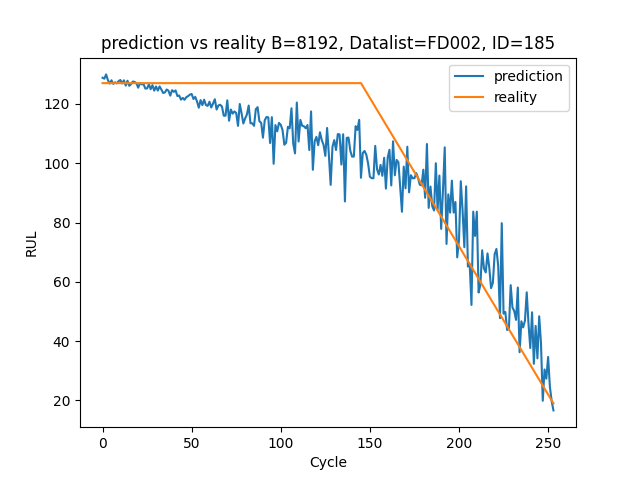 prediction vs reality B=8192, Datalist=FD002, ID=185
prediction
reality
RUL
120
100
80
60
40
20
0 50 100 150 200 250
Cycle